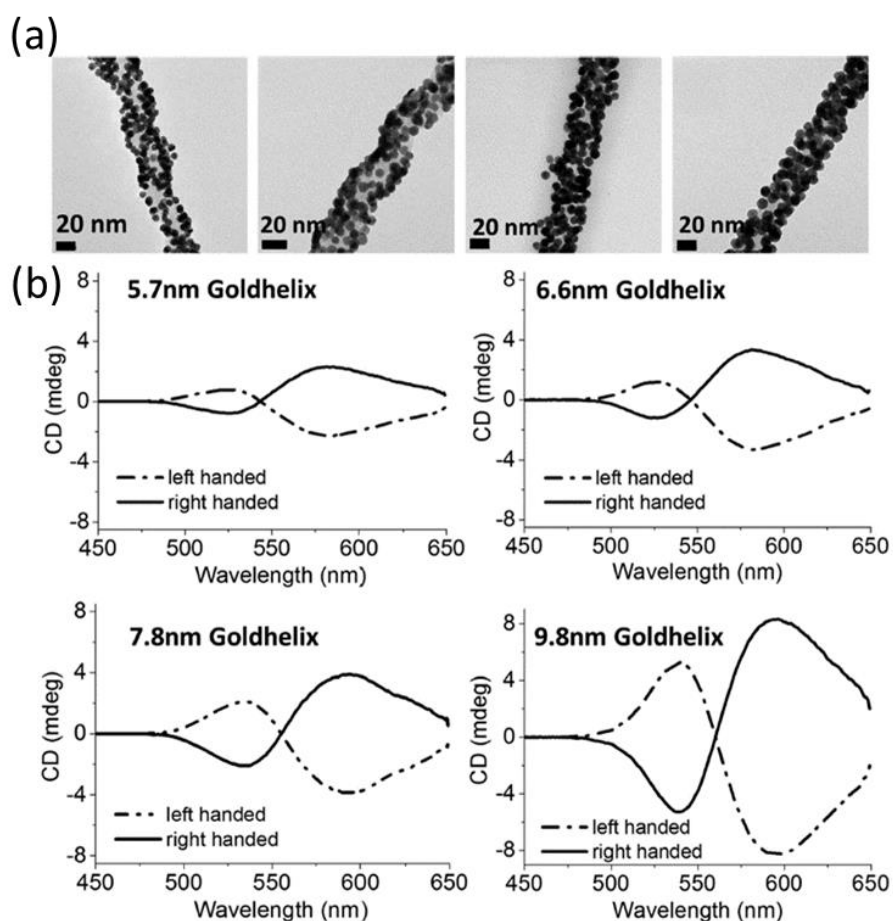 (a)
20 nm
20 nm
20 nm
20 nm
(b)
5.7nm Goldhelix
8
4
0
-4
-8
CD (mdeg)
left handed
right handed
450 500 550 600 650
Wavelength (nm)
6.6nm Goldhelix
8
4
0
-4
-8
CD (mdeg)
left handed
right handed
450 500 550 600 650
Wavelength (nm)
7.8nm Goldhelix
8
4
0
-4
-8
CD (mdeg)
left handed
right handed
450 500 550 600 650
Wavelength (nm)
9.8nm Goldhelix
8
4
0
-4
-8
CD (mdeg)
left handed
right handed
450 500 550 600 650
Wavelength (nm)